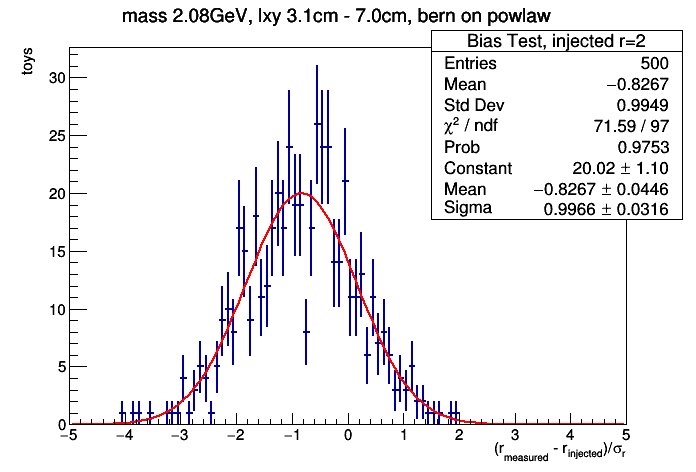 mass 2.08GeV, lxy 3.1cm - 7.0cm, bern on powlaw
toys
Bias Test, injected r=2
Entries 500
Mean −0.8267
Std Dev 0.9949
χ² / ndf 71.59 / 97
Prob 0.9753
Constant 20.02 ± 1.10
Mean −0.8267 ± 0.0446
Sigma 0.9966 ± 0.0316
30
25
20
15
10
5
0
−5 −4 −3 −2 −1 0 1 2 3 4 5
(r_measured - r_injected)/σ_r